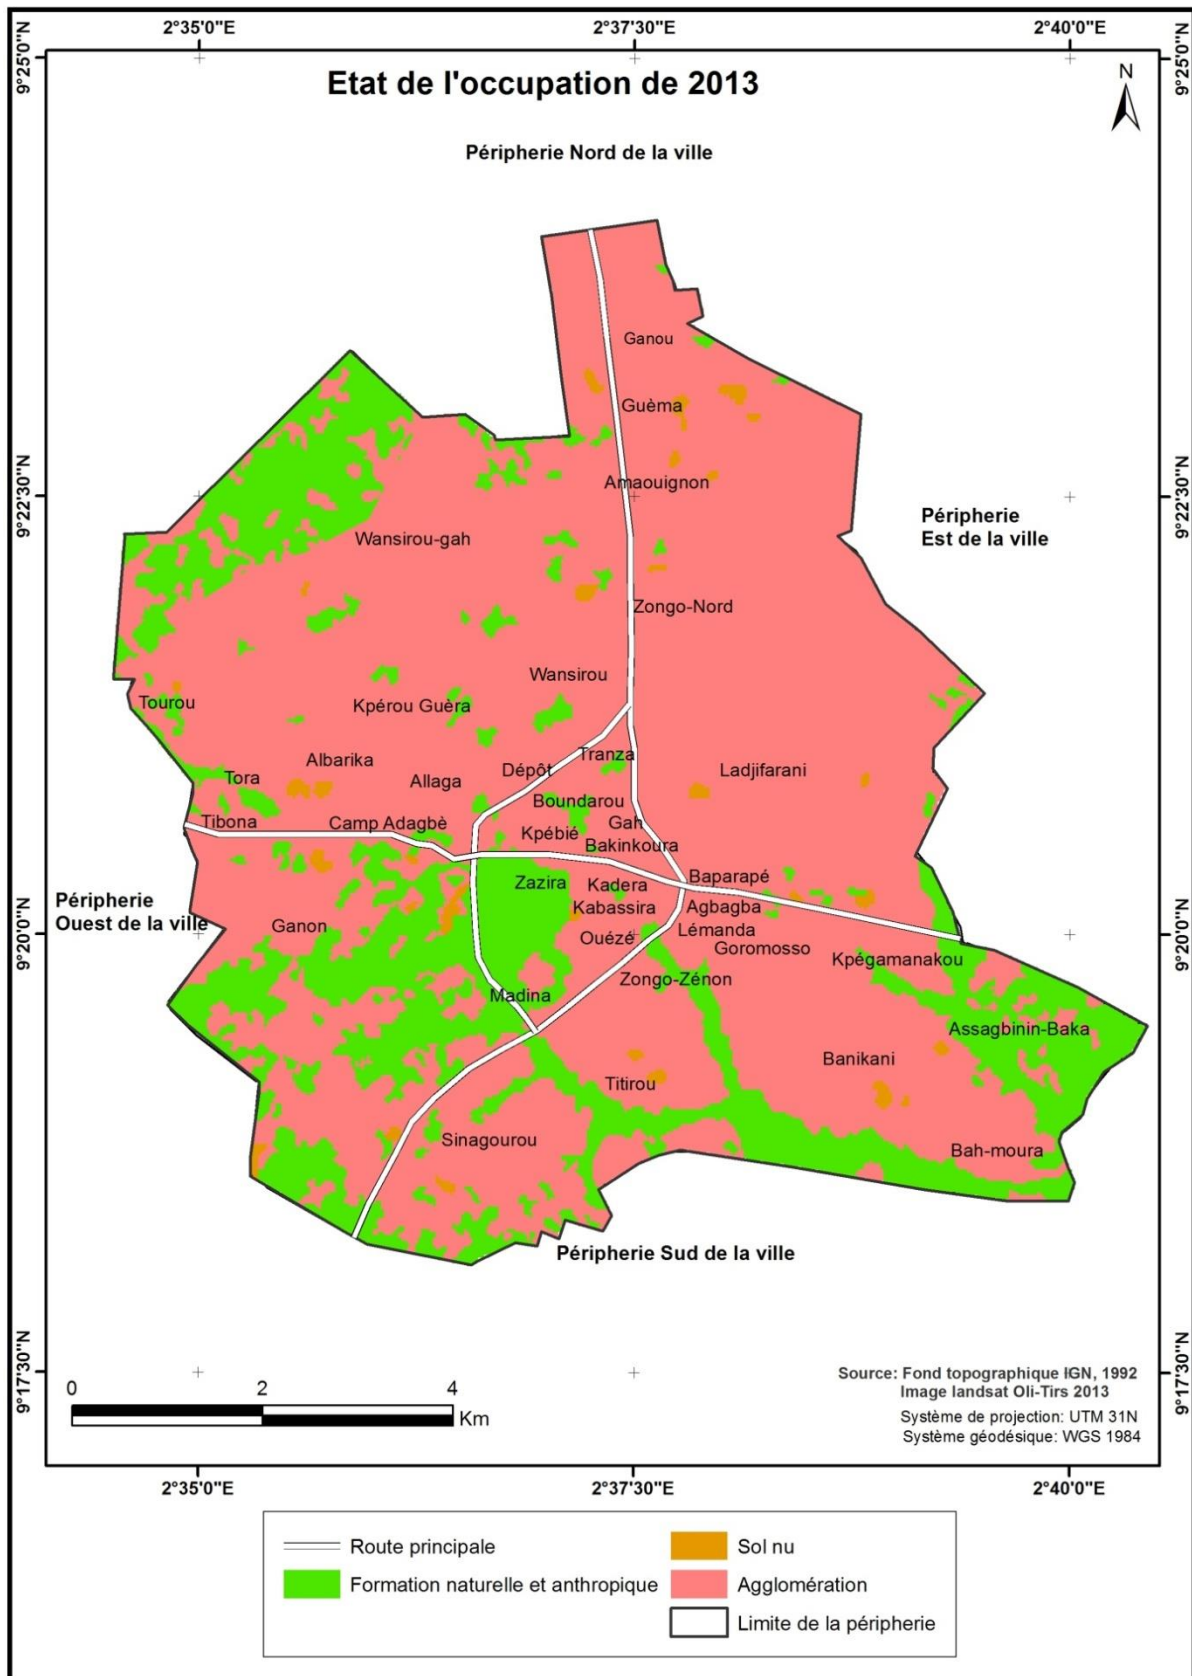 2°35'0"E
2°37'30"E
2°40'0"E
9°25'0"N
9°25'0"N
Etat de l'occupation de 2013
N
Péripherie Nord de la ville
Ganou
Guèma
Amaouignon
9°22'30"N
9°22'30"N
Péripherie
Est de la ville
Wansirou-gah
Zongo-Nord
Wansirou
Tourou
Kpérou Guèra
Tranza
Albarika
Dépôt
Ladjifarani
Tora
Allaga
Boundarou
Tibona
Camp Adagbè
Gah
Kpébié
Bakinkoura
Baparapé
Zazira
Kadera
Péripherie
Ouest de la ville
Kabassira
Agbagba
Ganon
Lémanda
9°20'0"N
9°20'0"N
Ouézé
Goromosso
Kpégamanakou
Zongo-Zénon
Madina
Assagbinin-Baka
Banikani
Titirou
Sinagourou
Bah-moura
Péripherie Sud de la ville
9°17'30"N
9°17'30"N
0 2 4
Km
Source: Fond topographique IGN, 1992
Image landsat Oli-Tirs 2013
Système de projection: UTM 31N
Système géodésique: WGS 1984
2°35'0"E
2°37'30"E
2°40'0"E
Route principale
Sol nu
Formation naturelle et anthropique
Agglomération
Limite de la péripherie